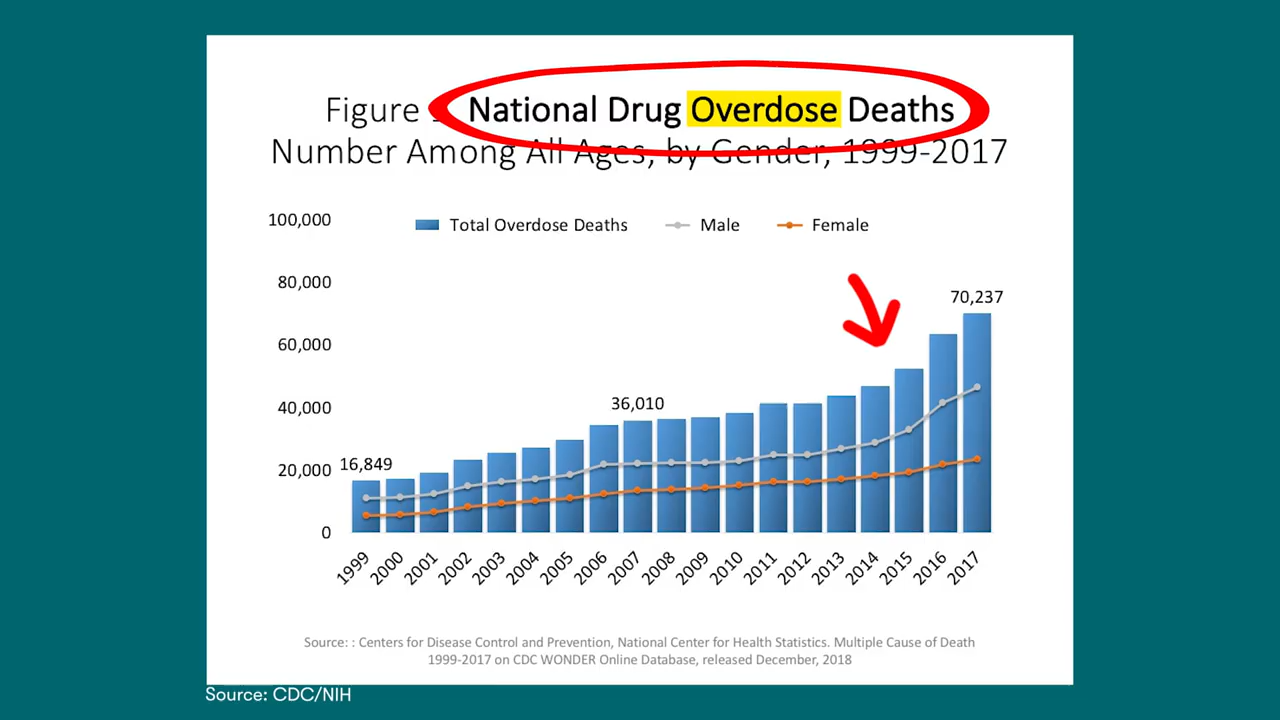 Figure National Drug Overdose Deaths
Number Among All Ages, by Gender, 1999-2017
100,000
Total Overdose Deaths Male Female
80,000
70,237
60,000
40,000
36,010
20,000
16,849
0
1999 2000 2001 2002 2003 2004 2005 2006 2007 2008 2009 2010 2011 2012 2013 2014 2015 2016 2017
Source: : Centers for Disease Control and Prevention, National Center for Health Statistics. Multiple Cause of Death
1999-2017 on CDC WONDER Online Database, released December, 2018
Source: CDC/NIH